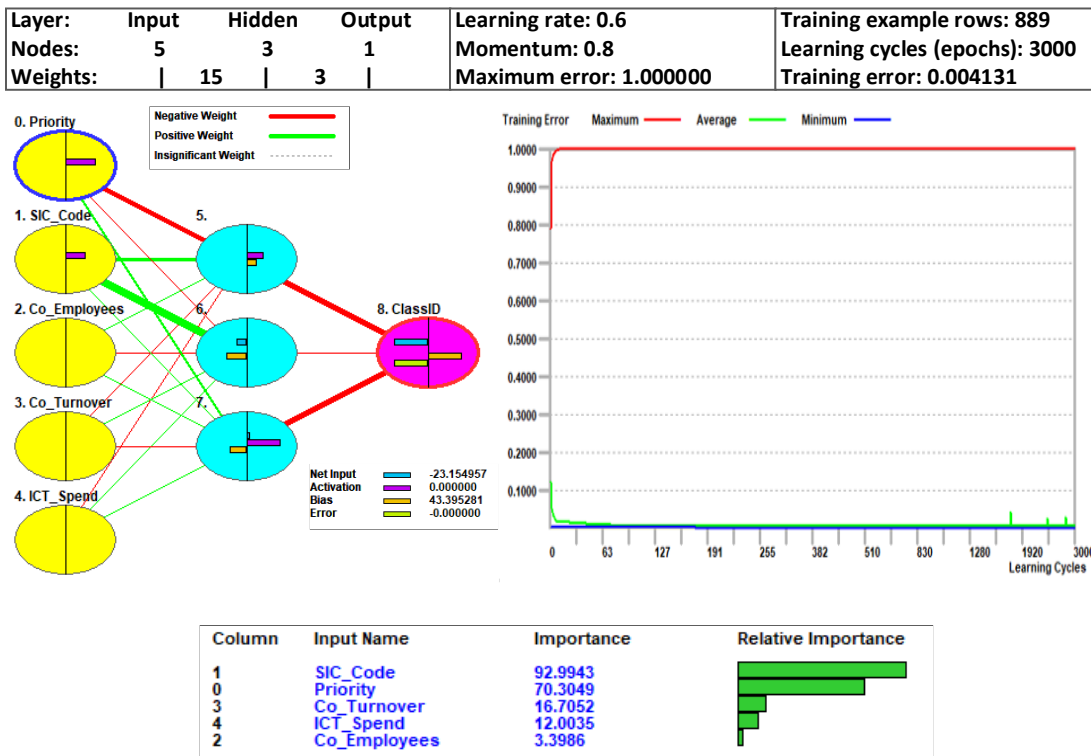 Layer: Input Hidden Output Learning rate: 0.6 Training example rows: 889
Nodes: 5 3 1 Momentum: 0.8 Learning cycles (epochs): 3000
Weights: | 15 | 3 | Maximum error: 1.000000 Training error: 0.004131
0. Priority
Negative Weight
Positive Weight
Insignificant Weight
1. SIC_Code
5.
2. Co_Employees
6.
8. ClassID
3. Co_Turnover
7.
4. ICT_Spend
Net Input -23.154957
Activation 0.000000
Bias 43.395281
Error -0.000000
Training Error Maximum Average Minimum
1.0000
0.9000
0.8000
0.7000
0.6000
0.5000
0.4000
0.3000
0.2000
0.1000
0 63 127 191 255 382 510 830 1280 1920 3000
Learning Cycles
Column Input Name Importance Relative Importance
1 SIC_Code 92.9943
0 Priority 70.3049
3 Co_Turnover 16.7052
4 ICT_Spend 12.0035
2 Co_Employees 3.3986